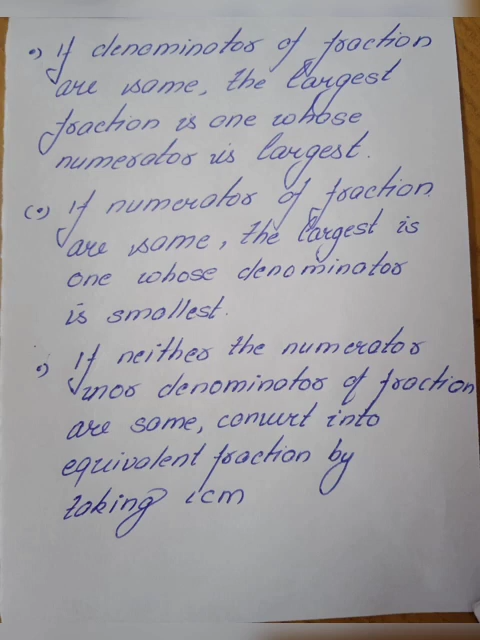 •) If denominator of fraction
are same, the largest
fraction is one whose
numerator is largest.
(•) If numerator of fraction
are same, the largest is
one whose denominator
is smallest.
•) If neither the numerator
nor denominator of fraction
are same, convert into
equivalent fraction by
taking lcm